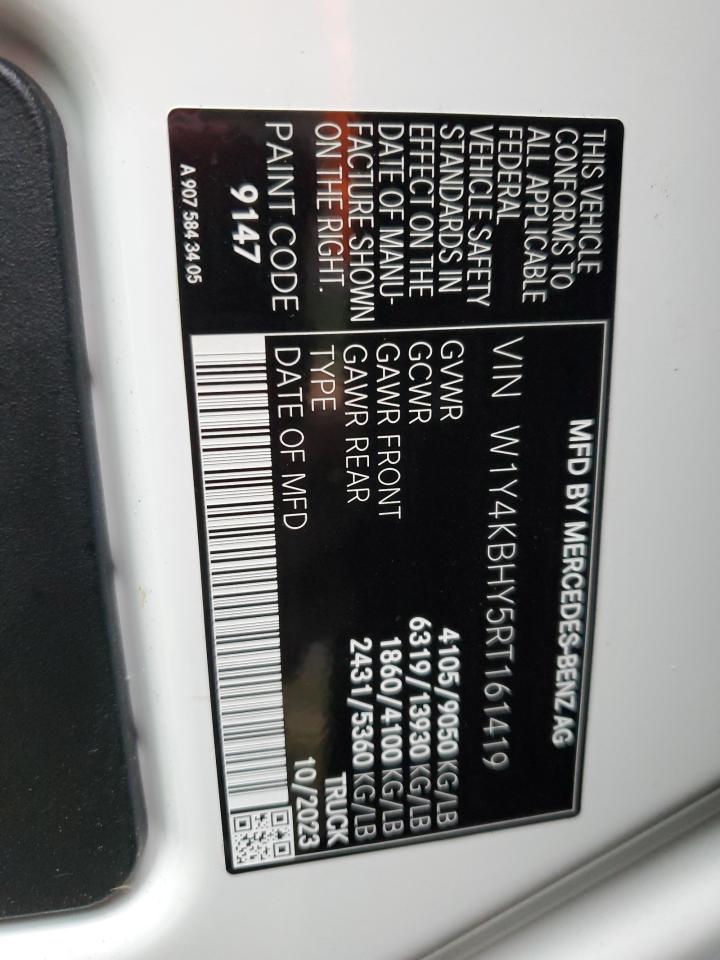 THIS VEHICLE
CONFORMS TO
ALL APPLICABLE
FEDERAL
VEHICLE SAFETY
STANDARDS IN
EFFECT ON THE
DATE OF MANU-
FACTURE SHOWN
ON THE RIGHT.
PAINT CODE
9147
A 907 584 34 05
MFD BY MERCEDES-BENZ AG
VIN W1Y4KBHY5RT161419
GVWR 4105/9050 KG/LB
GCWR 6319/13930 KG/LB
GAWR FRONT 1860/4100 KG/LB
GAWR REAR 2431/5360 KG/LB
TYPE TRUCK
DATE OF MFD 10/2023